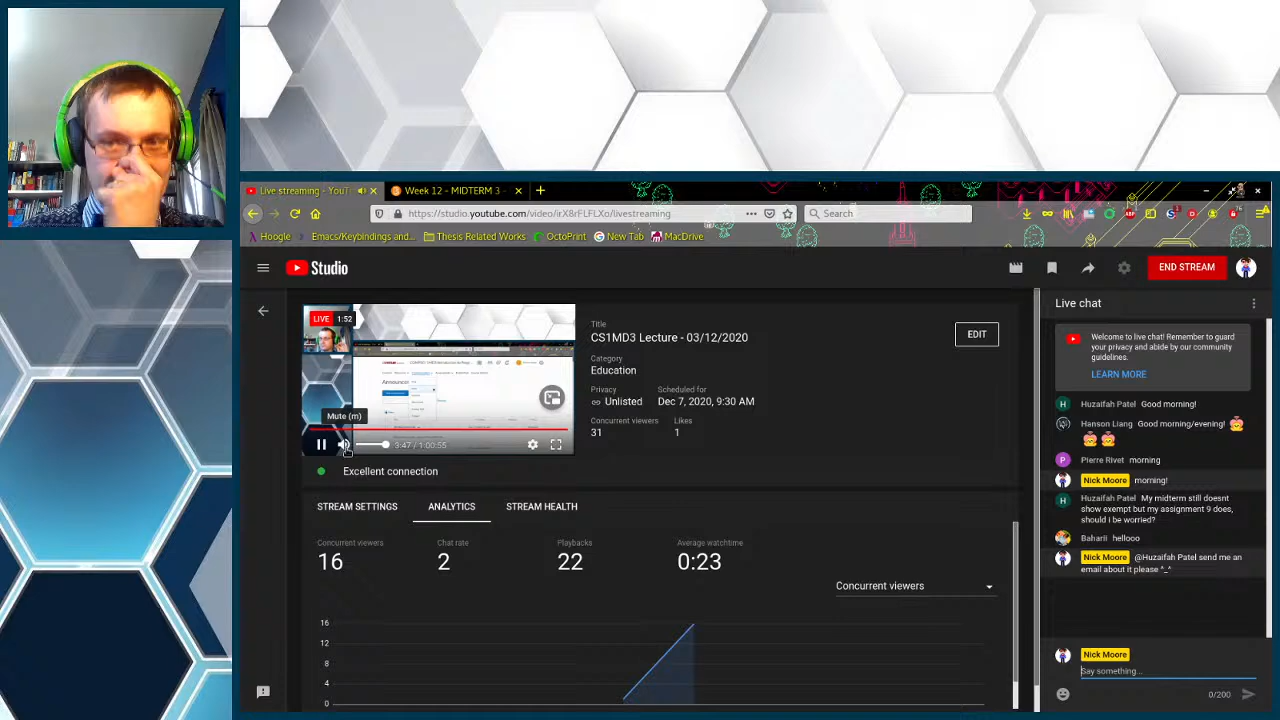 Live streaming - YouT
Week 12 - MIDTERM 3 -
https://studio.youtube.com/video/irX8rFLFLXo/livestreaming
Search
76
Hoogle
Emacs/Keybindings and...
Thesis Related Works
OctoPrint
New Tab
MacDrive
Studio
END STREAM
LIVE 1:52
Mute (m)
3:47 / 1:00:55
Title
CS1MD3 Lecture - 03/12/2020
EDIT
Category
Education
Privacy
Unlisted
Scheduled for
Dec 7, 2020, 9:30 AM
Concurrent viewers
31
Likes
1
Excellent connection
STREAM SETTINGS
ANALYTICS
STREAM HEALTH
Concurrent viewers
16
Chat rate
2
Playbacks
22
Average watchtime
0:23
Concurrent viewers
16
12
8
4
0
Live chat
Welcome to live chat! Remember to guard
your privacy and abide by our community
guidelines.
LEARN MORE
H Huzaifah Patel Good morning!
Hanson Liang Good morning/evening!
P Pierre Rivet morning
Nick Moore morning!
H Huzaifah Patel My midterm still doesnt
show exempt but my assignment 9 does,
should i be worried?
Baharii hellooo
Nick Moore @Huzaifah Patel send me an
email about it please ^_^
Nick Moore
Say something...
0/200